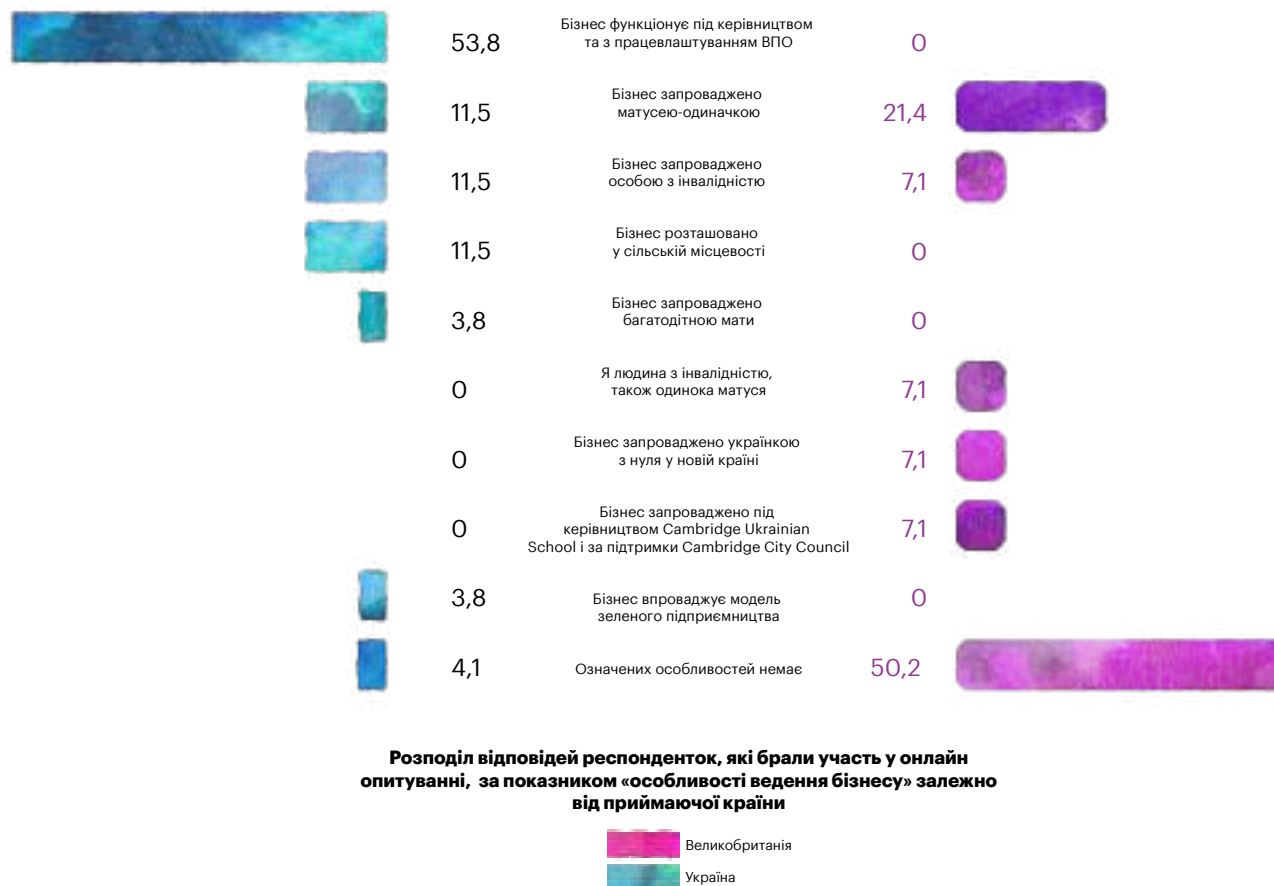 53,8
Бізнес функціонує під керівництвом
та з працевлаштуванням ВПО
0
11,5
Бізнес запроваджено
матусею-одиначкою
21,4
11,5
Бізнес запроваджено
особою з інвалідністю
7,1
11,5
Бізнес розташовано
у сільській місцевості
0
3,8
Бізнес запроваджено
багатодітною мати
0
0
Я людина з інвалідністю,
також одинока матуся
7,1
0
Бізнес запроваджено українкою
з нуля у новій країні
7,1
0
Бізнес запроваджено під
керівництвом Cambridge Ukrainian
School і за підтримки Cambridge City Council
7,1
3,8
Бізнес впроваджує модель
зеленого підприємництва
0
4,1
Означених особливостей немає
50,2
Розподіл відповідей респонденток, які брали участь у онлайн
опитуванні, за показником «особливості ведення бізнесу» залежно
від приймаючої країни
Великобританія
Україна